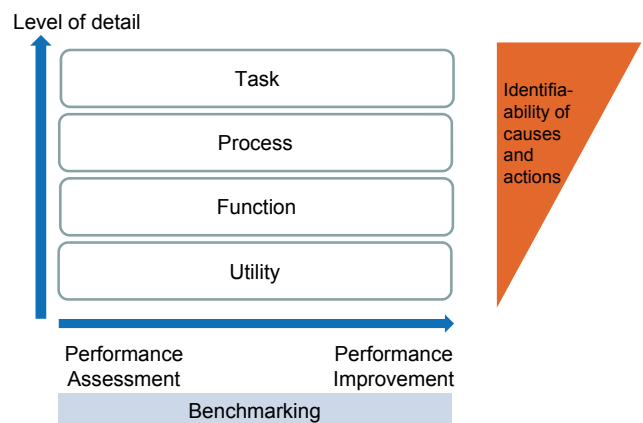 Level of detail
Task
Process
Function
Utility
Identifia-
ability of
causes
and
actions
Performance
Assessment
Performance
Improvement
Benchmarking